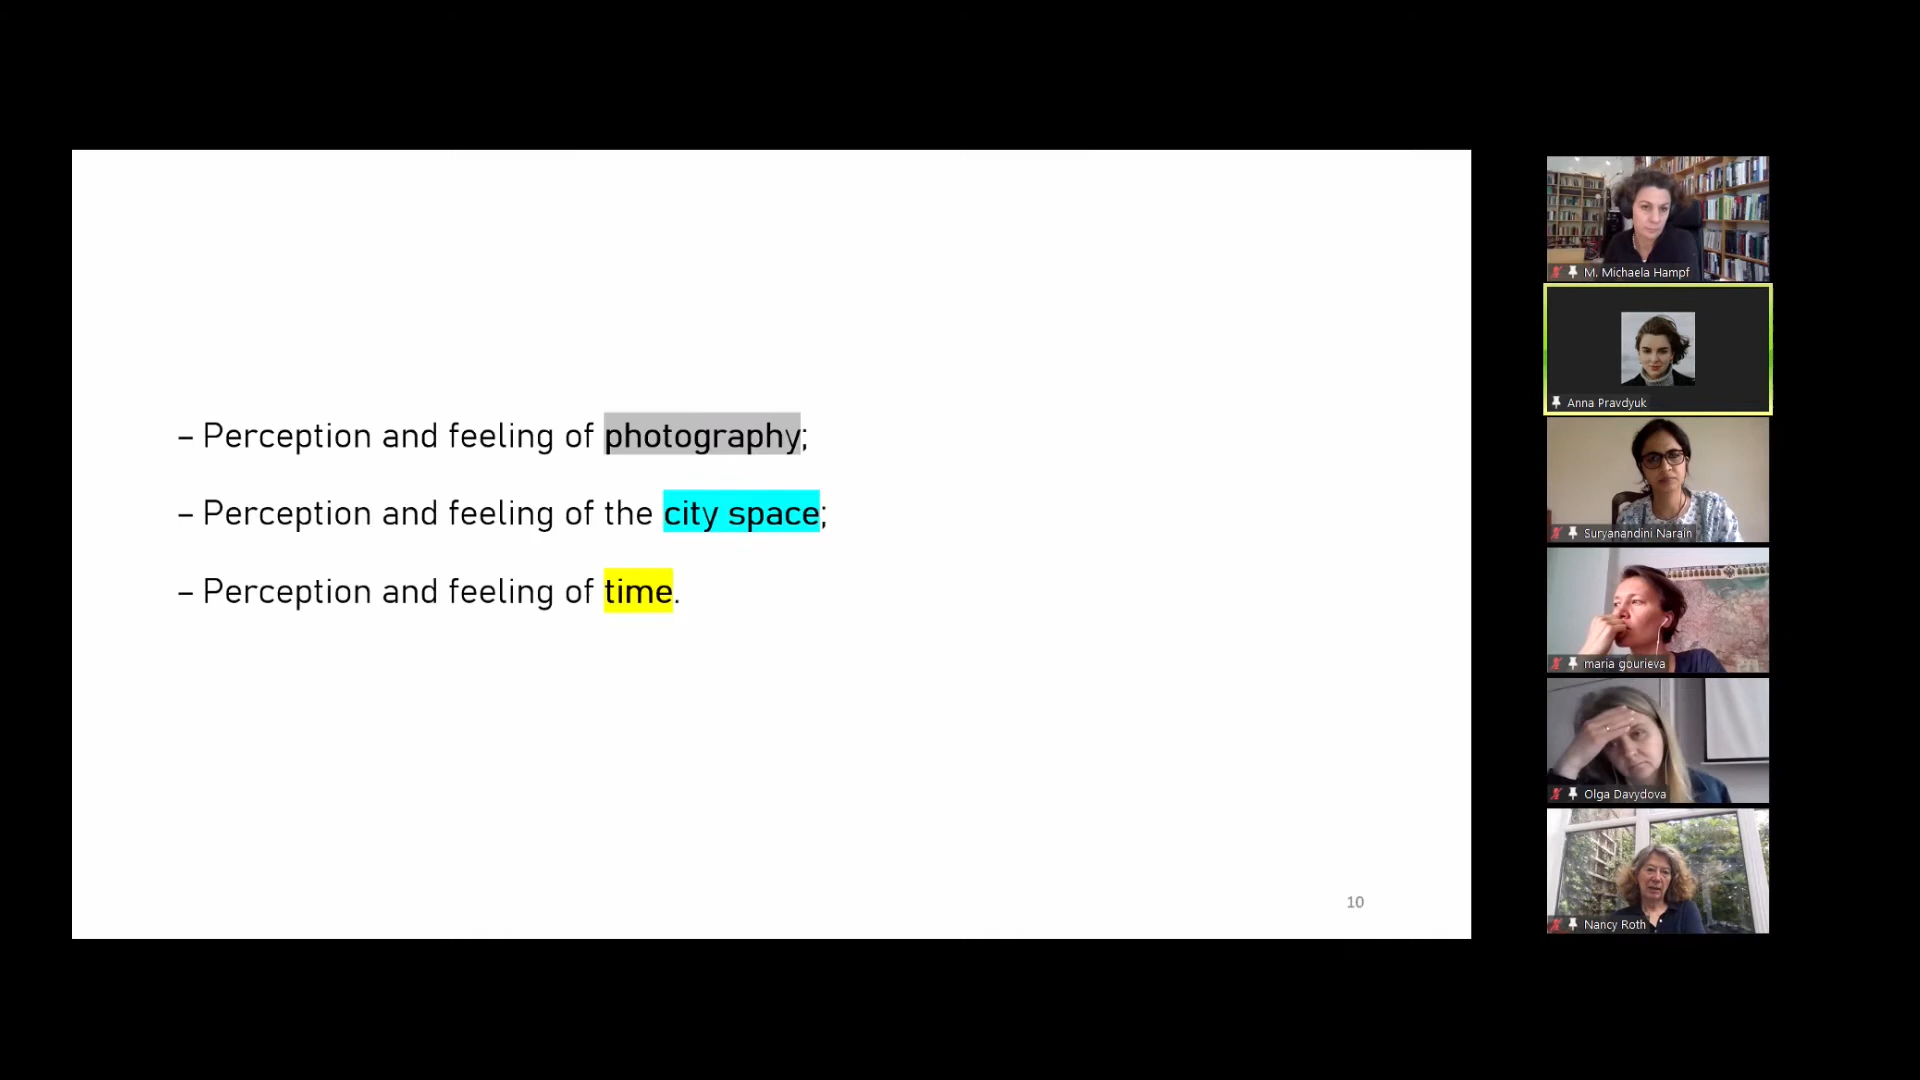 – Perception and feeling of photography;
– Perception and feeling of the city space;
– Perception and feeling of time.
10
M. Michaela Hampf
Anna Pravdyuk
Suryanandini Narain
maria gourieva
Olga Davydova
Nancy Roth